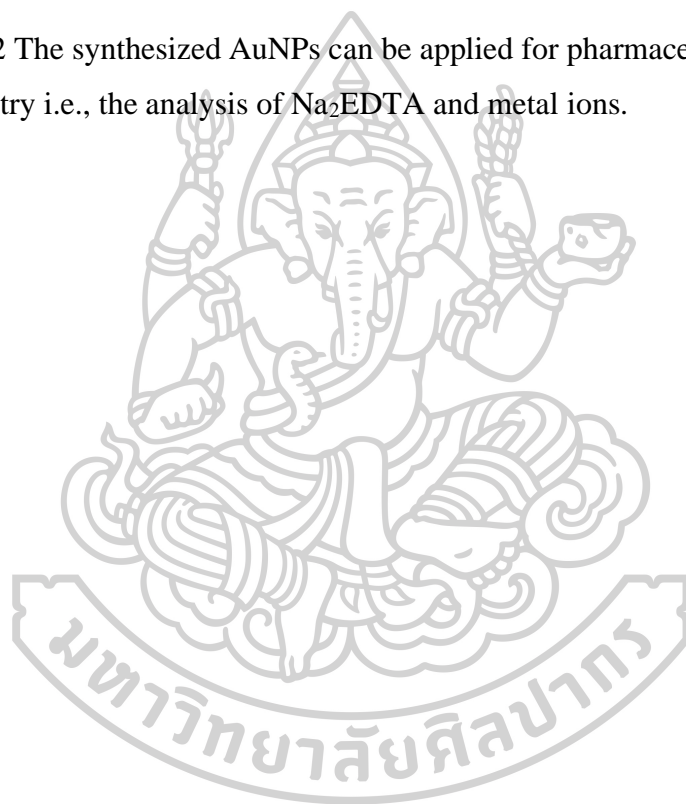 2 The synthesized AuNPs can be applied for pharmace
try i.e., the analysis of Na₂EDTA and metal ions.
มหาวิทยาลัยศิลปากร